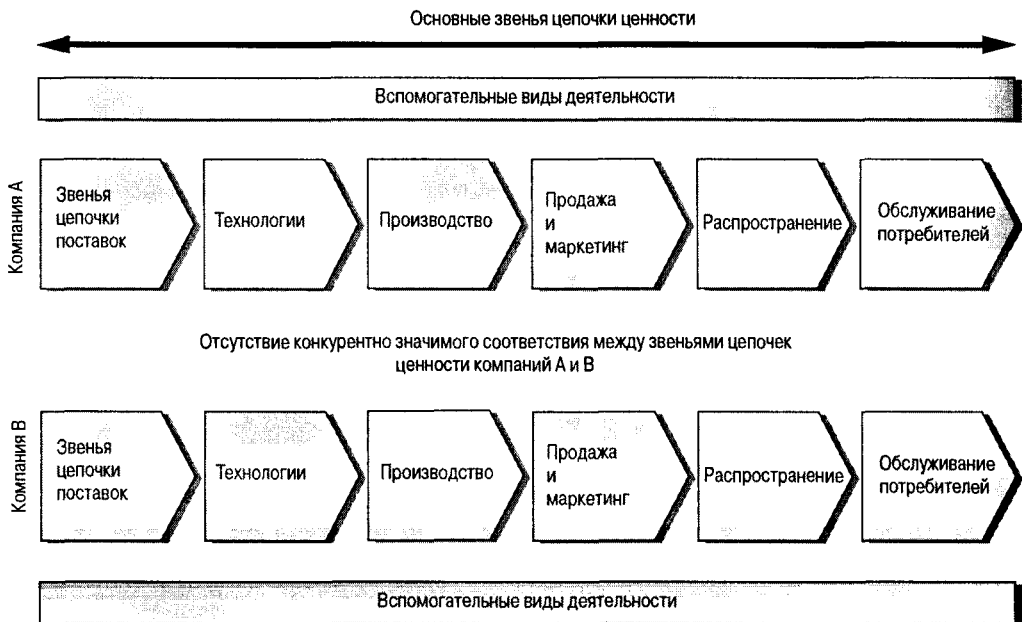 Основные звенья цепочки ценности
Вспомогательные виды деятельности
Компания А
Звенья
цепочки
поставок
Технологии
Производство
Продажа
и
маркетинг
Распространение
Обслуживание
потребителей
Отсутствие конкурентно значимого соответствия между звеньями цепочек
ценности компаний А и В
Компания В
Звенья
цепочки
поставок
Технологии
Производство
Продажа
и
маркетинг
Распространение
Обслуживание
потребителей
Вспомогательные виды деятельности